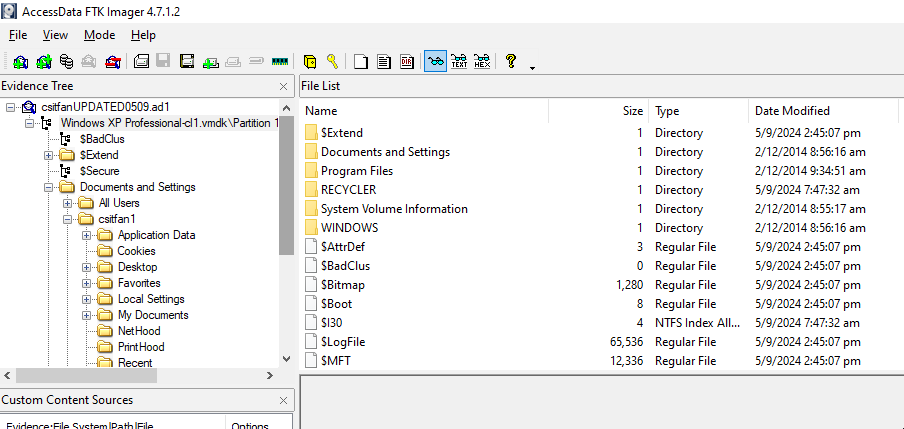 AccessData FTK Imager 4.7.1.2
File View Mode Help
Evidence Tree
csitfanUPDATED0509.ad1
Windows XP Professional-cl1.vmdk\Partition 1
$BadClus
$Extend
$Secure
Documents and Settings
All Users
csitfan1
Application Data
Cookies
Desktop
Favorites
Local Settings
My Documents
NetHood
PrintHood
Recent
Custom Content Sources
Evidence:File System|Path|File Options
File List
Name Size Type Date Modified
$Extend 1 Directory 5/9/2024 2:45:07 pm
Documents and Settings 1 Directory 2/12/2014 8:56:16 am
Program Files 1 Directory 2/12/2014 9:34:51 am
RECYCLER 1 Directory 5/9/2024 7:47:32 am
System Volume Information 1 Directory 2/12/2014 8:55:17 am
WINDOWS 1 Directory 2/12/2014 8:56:16 am
$AttrDef 3 Regular File 5/9/2024 2:45:07 pm
$BadClus 0 Regular File 5/9/2024 2:45:07 pm
$Bitmap 1,280 Regular File 5/9/2024 2:45:07 pm
$Boot 8 Regular File 5/9/2024 2:45:07 pm
$I30 4 NTFS Index All... 5/9/2024 7:47:32 am
$LogFile 65,536 Regular File 5/9/2024 2:45:07 pm
$MFT 12,336 Regular File 5/9/2024 2:45:07 pm